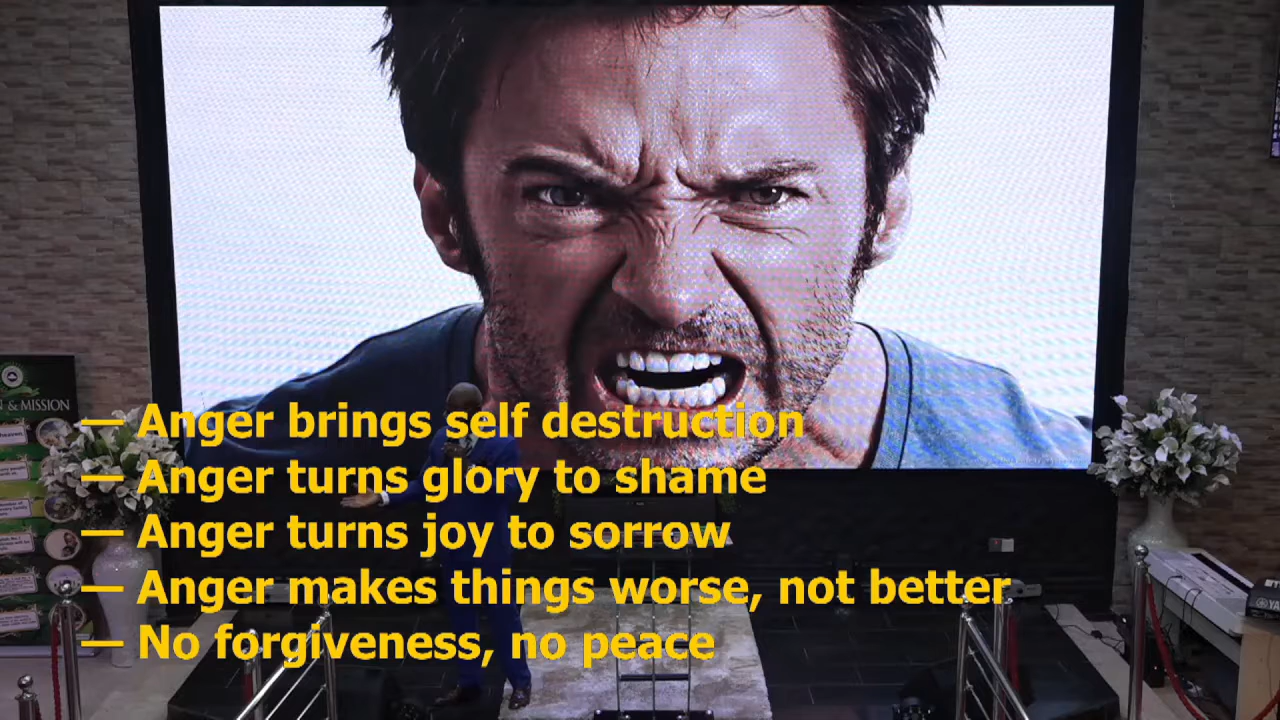 & MISSION
— Anger brings self destruction
— Anger turns glory to shame
— Anger turns joy to sorrow
— Anger makes things worse, not better
— No forgiveness, no peace